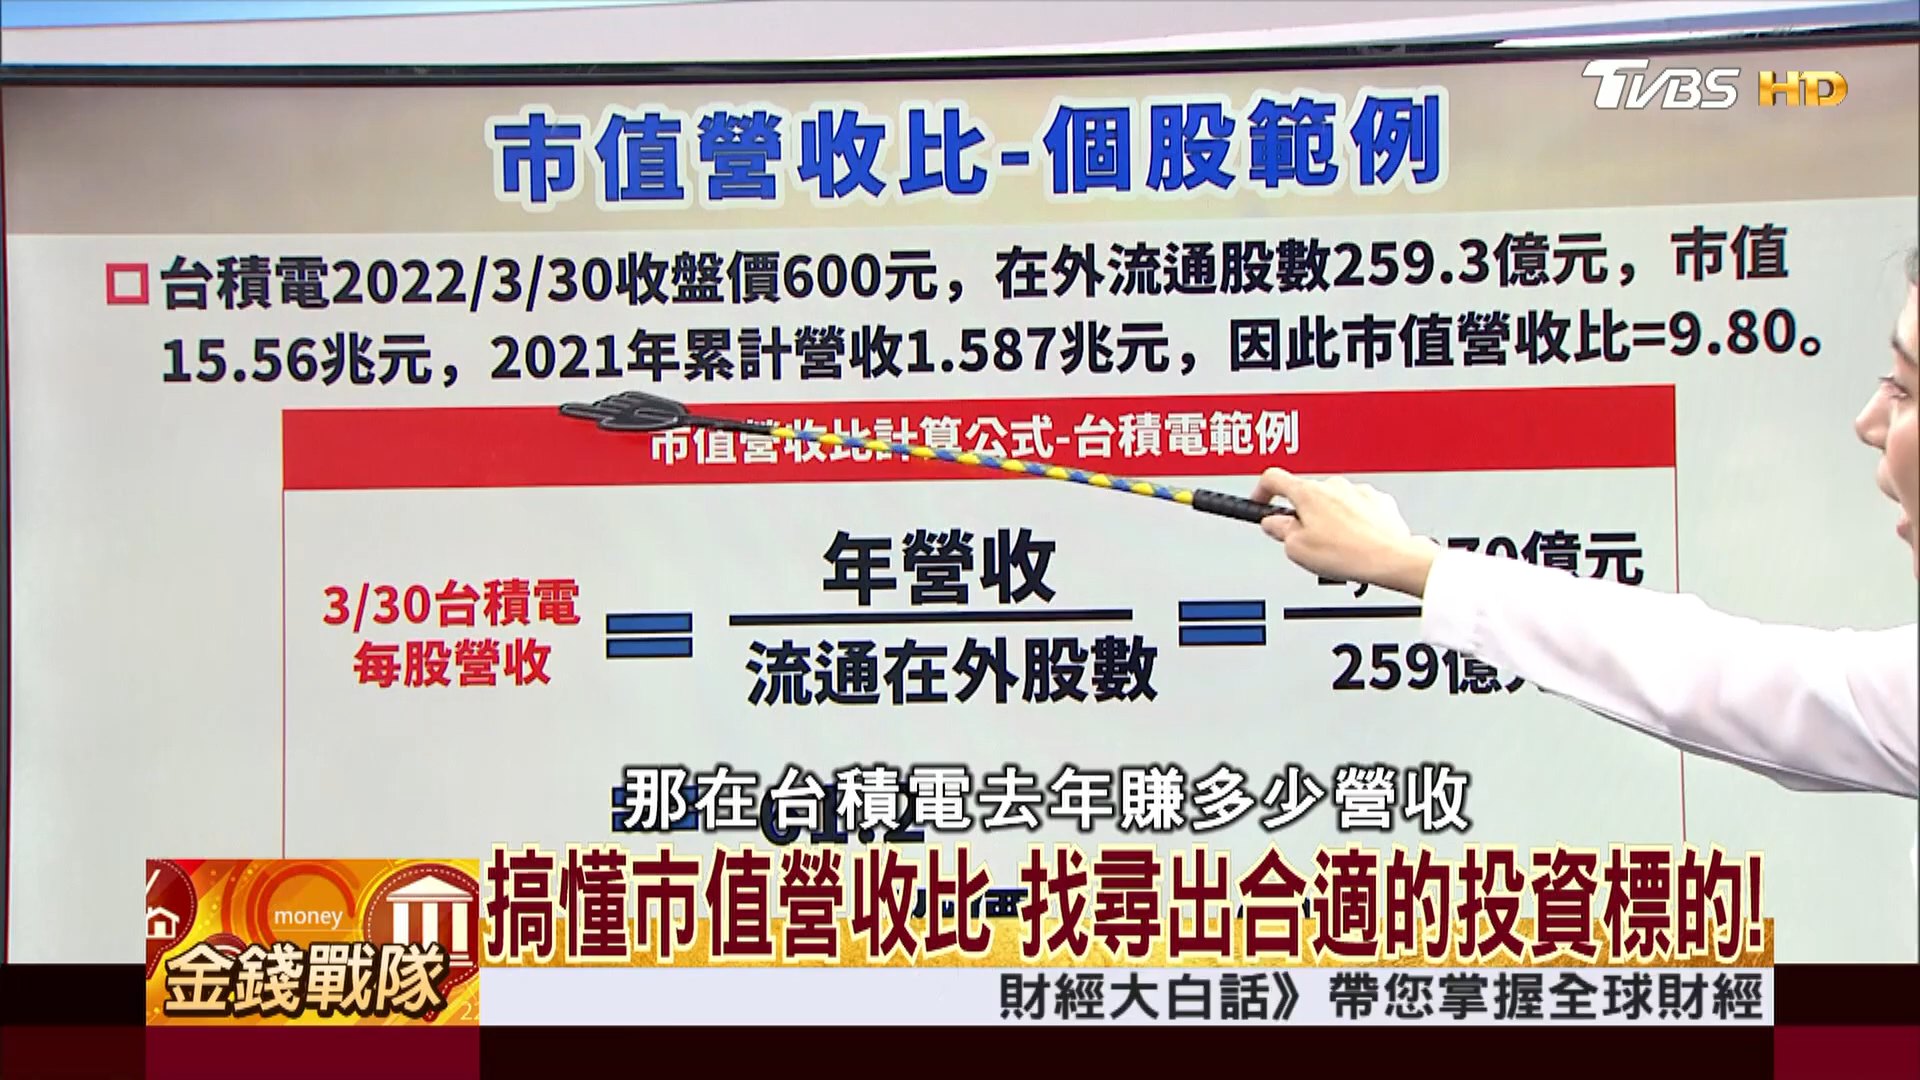 TVBS HD
市值營收比-個股範例
台積電2022/3/30收盤價600元，在外流通股數259.3億元，市值
15.56兆元，2021年累計營收1.587兆元，因此市值營收比=9.80。
市值營收比計算公式-台積電範例
3/30台積電
每股營收
=
年營收
流通在外股數
=
億元
259億
那在台積電去年賺多少營收
搞懂市值營收比 找尋出合適的投資標的!
money
金錢戰隊
財經大白話》帶您掌握全球財經